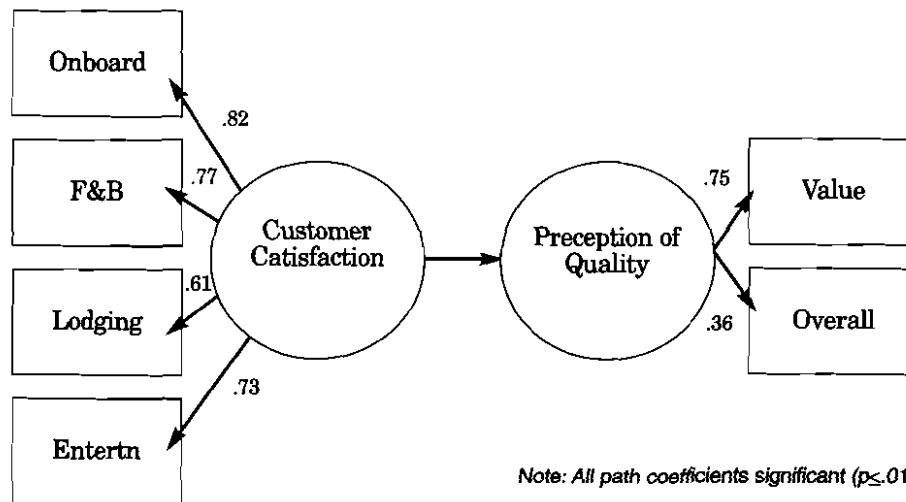 Onboard
.82
F&B
.77
Customer
Catisfaction
Lodging
.61
Entertn
.73
Preception of
Quality
.75
Value
.36
Overall
Note: All path coefficients significant (p≤.01